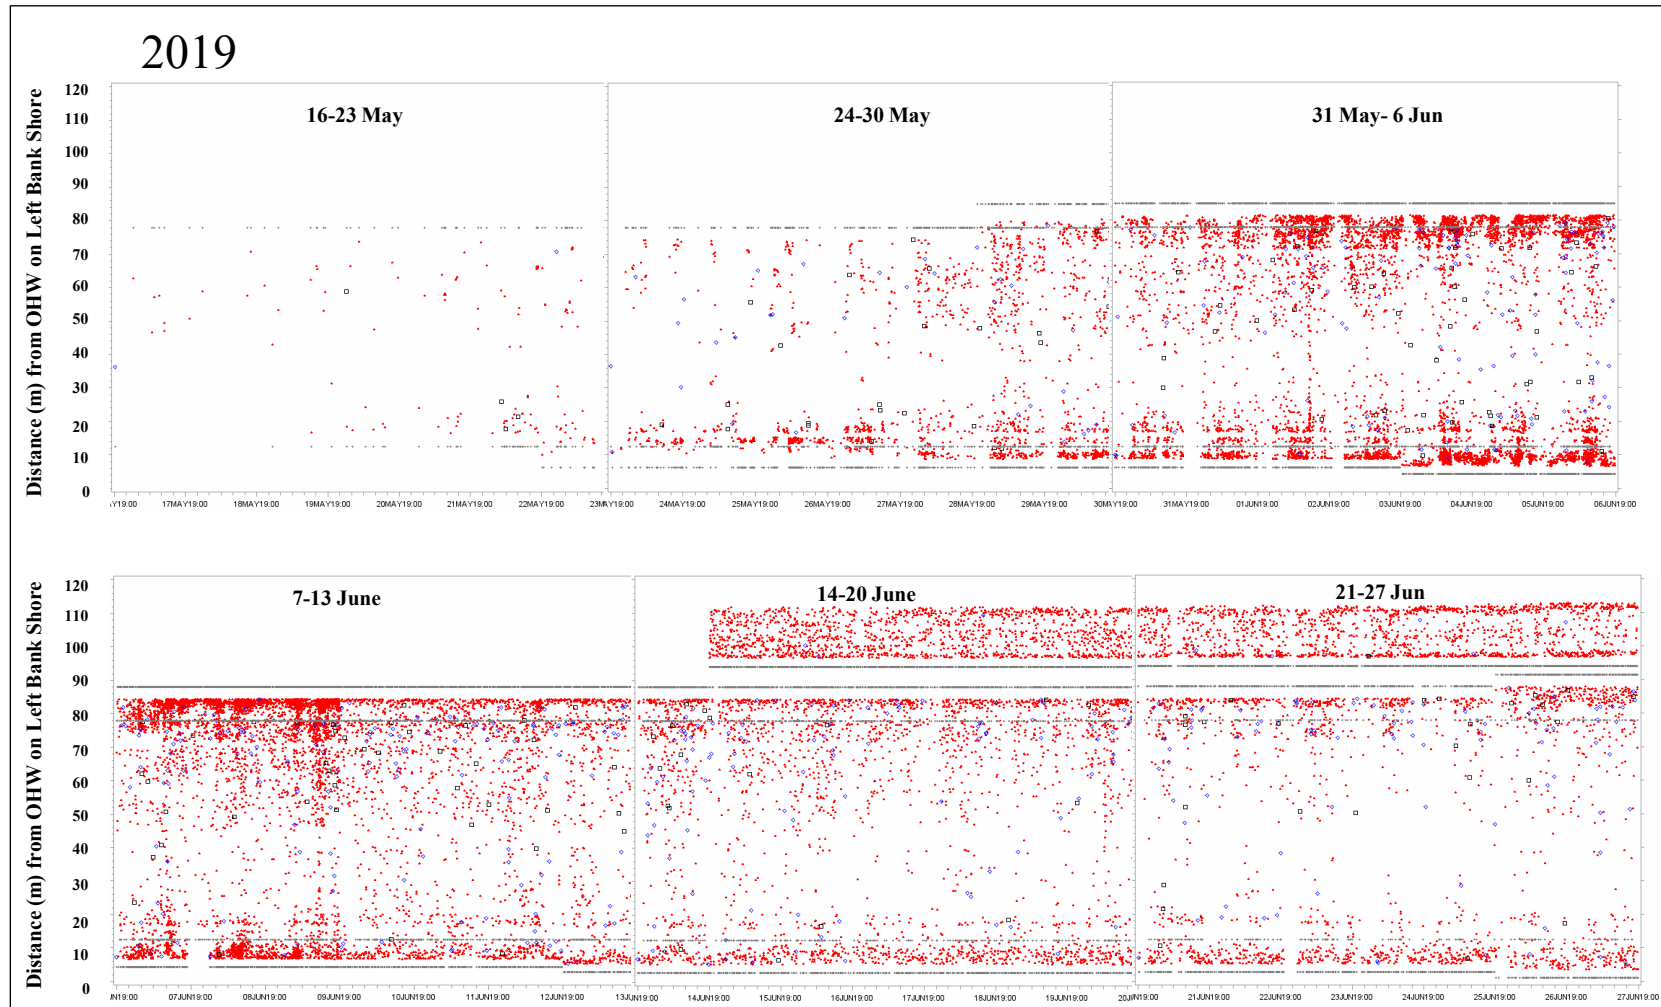 2019
16-23 May
24-30 May
31 May- 6 Jun
Distance (m) from OHW on Left Bank Shore
120
110
100
90
80
70
60
50
40
30
20
10
0
17MAY19:00
18MAY19:00
19MAY19:00
20MAY19:00
21MAY19:00
22MAY19:00
24MAY19:00
25MAY19:00
26MAY19:00
27MAY19:00
28MAY19:00
29MAY19:00
31MAY19:00
01JUN19:00
02JUN19:00
03JUN19:00
04JUN19:00
05JUN19:00
06JUN19:00
7-13 June
14-20 June
21-27 Jun
Distance (m) from OHW on Left Bank Shore
120
110
100
90
80
70
60
50
40
30
20
10
0
07JUN19:00
08JUN19:00
09JUN19:00
10JUN19:00
11JUN19:00
12JUN19:00
14JUN19:00
15JUN19:00
16JUN19:00
17JUN19:00
18JUN19:00
19JUN19:00
21JUN19:00
22JUN19:00
23JUN19:00
24JUN19:00
25JUN19:00
26JUN19:00